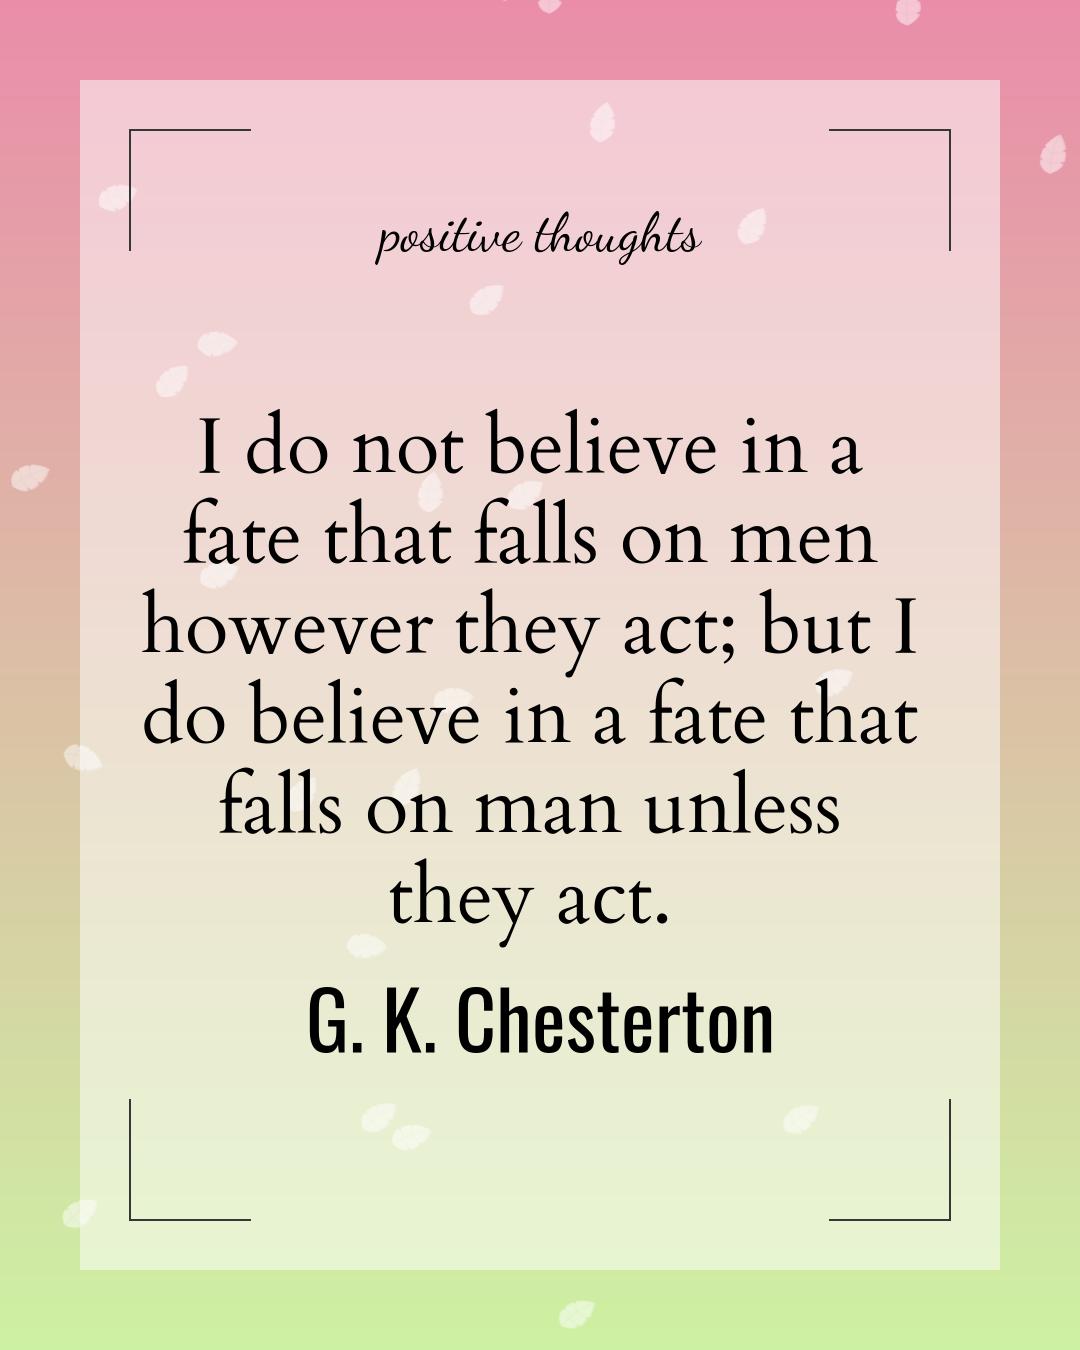 positive thoughts
I do not believe in a
fate that falls on men
however they act; but I
do believe in a fate that
falls on man unless
they act.
G. K. Chesterton